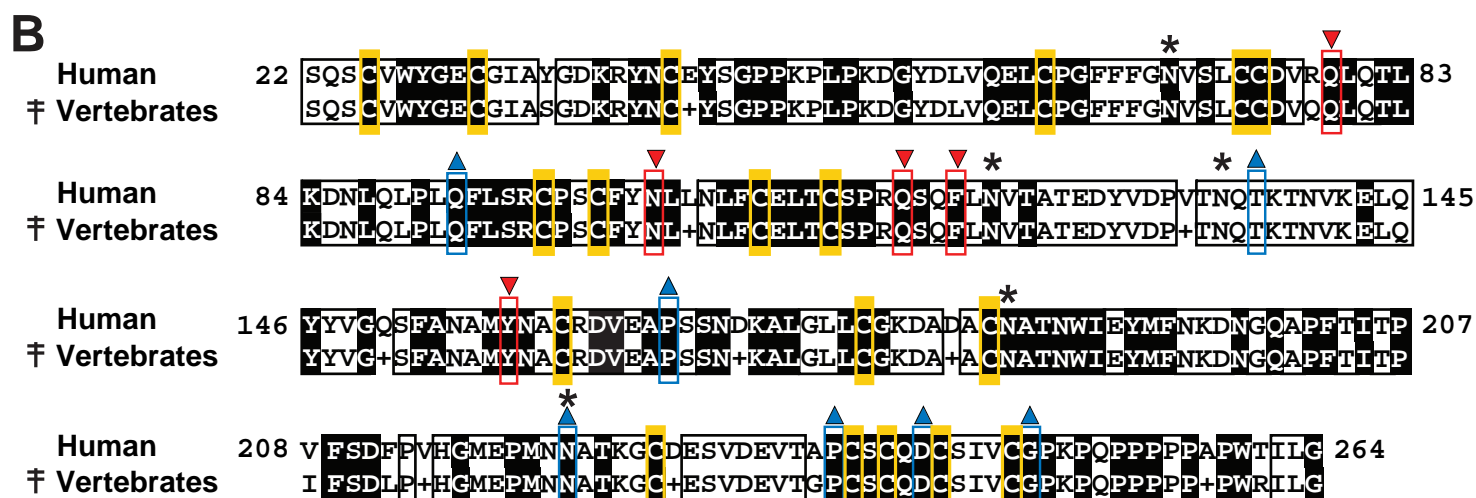 B
*
Human 22 SQSCVWYGECGIAYGDKRYNCEYSGPPKPLPKDGYDLVQELCPGFFFGNVSLCCDVRQLQTL 83
‡ Vertebrates SQSCVWYGECGIASGDKRYNC+YSGPPKPLPKDGYDLVQELCPGFFFGNVSLCCDVQQLQTL
* *
Human 84 KDNLQLPLQFLSRCPSCFYNLLNLFCELTCSPRQSQFLNVTATEDYVDPVTNQTKTNVKELQ 145
‡ Vertebrates KDNLQLPLQFLSRCPSCFYNL+NLFCELTCSPRQSQFLNVTATEDYVDP+TNQTKTNVKELQ
*
Human 146 YYVGQSFANAMYNACRDVEAPSSNDKALGLLCGKDADACNATNWIEYMFNKDNGQAPFTITP 207
‡ Vertebrates YYVG+SFANAMYNACRDVEAPSSN+KALGLLCGKDA+ACNATNWIEYMFNKDNGQAPFTITP
*
Human 208 VFSDFPVHGMEPMNNATKGCDESVDEVTAPCSCQDCSIVCGPKPQPPPPPAPWTILG 264
‡ Vertebrates IFSDLP+HGMEPMNNATKGC+ESVDEVTGPCSCQDCSIVCGPKPQPPPPP+PWRILG